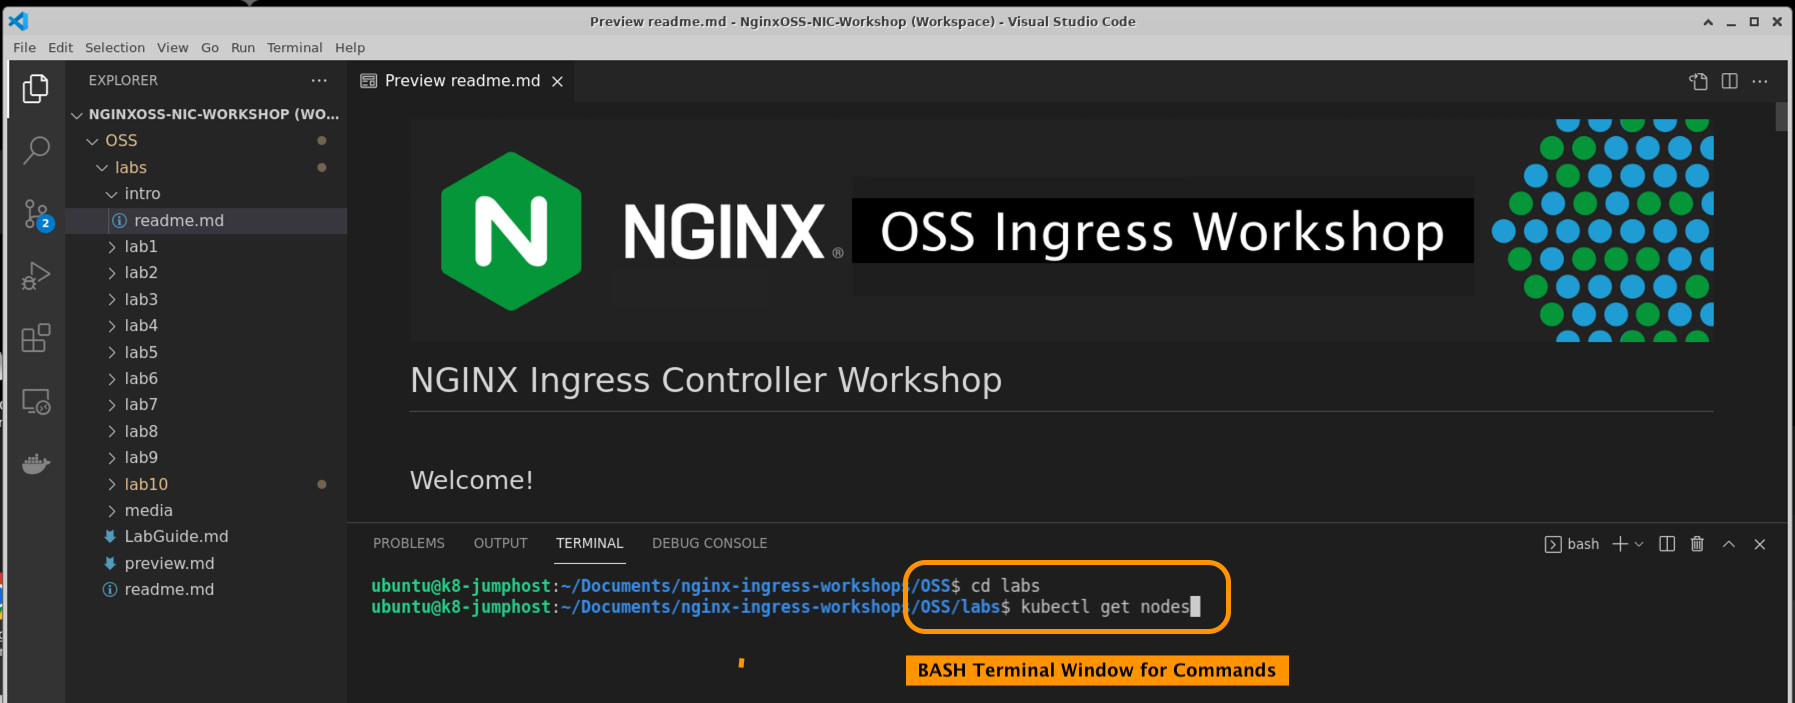 Preview readme.md - NginxOSS-NIC-Workshop (Workspace) - Visual Studio Code
File Edit Selection View Go Run Terminal Help
EXPLORER
Preview readme.md
NGINXOSS-NIC-WORKSHOP (WO...
OSS
labs
intro
readme.md
lab1
lab2
lab3
lab4
lab5
lab6
lab7
lab8
lab9
lab10
media
LabGuide.md
preview.md
readme.md
2
N NGINX® OSS Ingress Workshop
NGINX Ingress Controller Workshop
Welcome!
PROBLEMS OUTPUT TERMINAL DEBUG CONSOLE
bash
ubuntu@k8-jumphost:~/Documents/nginx-ingress-workshops/OSS$ cd labs
ubuntu@k8-jumphost:~/Documents/nginx-ingress-workshops/OSS/labs$ kubectl get nodes
BASH Terminal Window for Commands